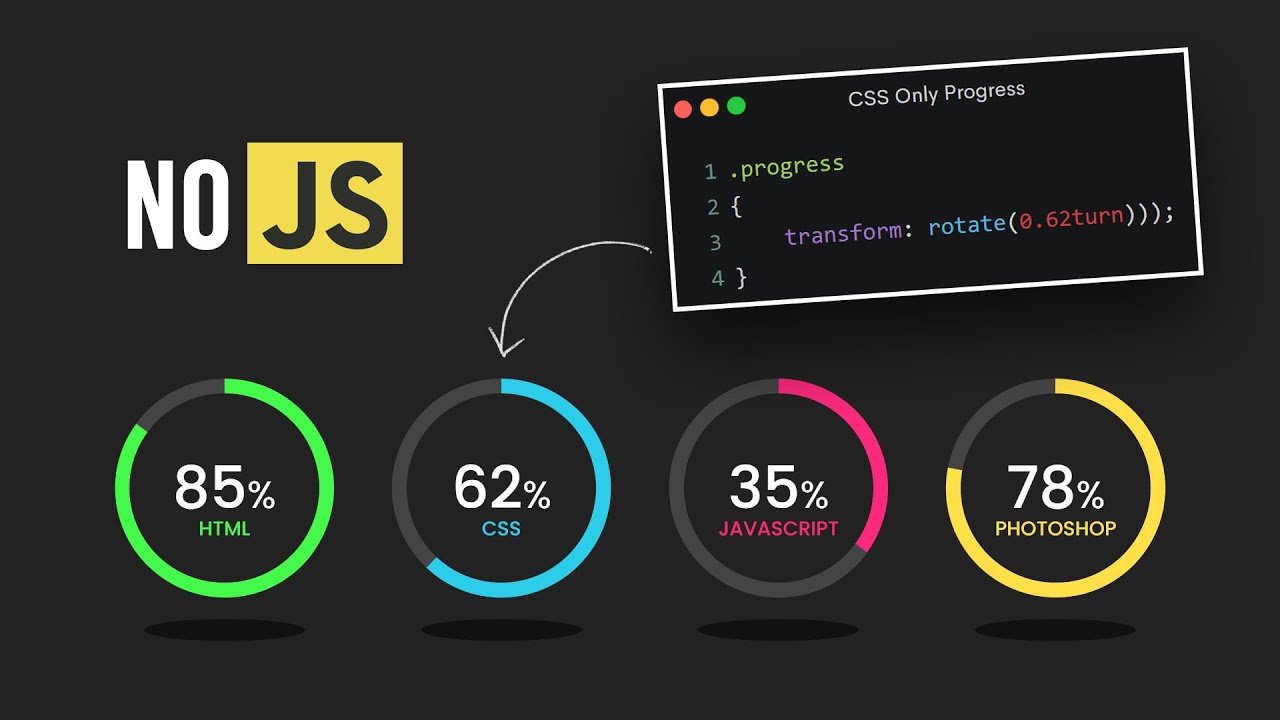 NO JS
CSS Only Progress
1 .progress
2 {
3 transform: rotate(0.62turn)));
4 }
85%
HTML
62%
CSS
35%
JAVASCRIPT
78%
PHOTOSHOP